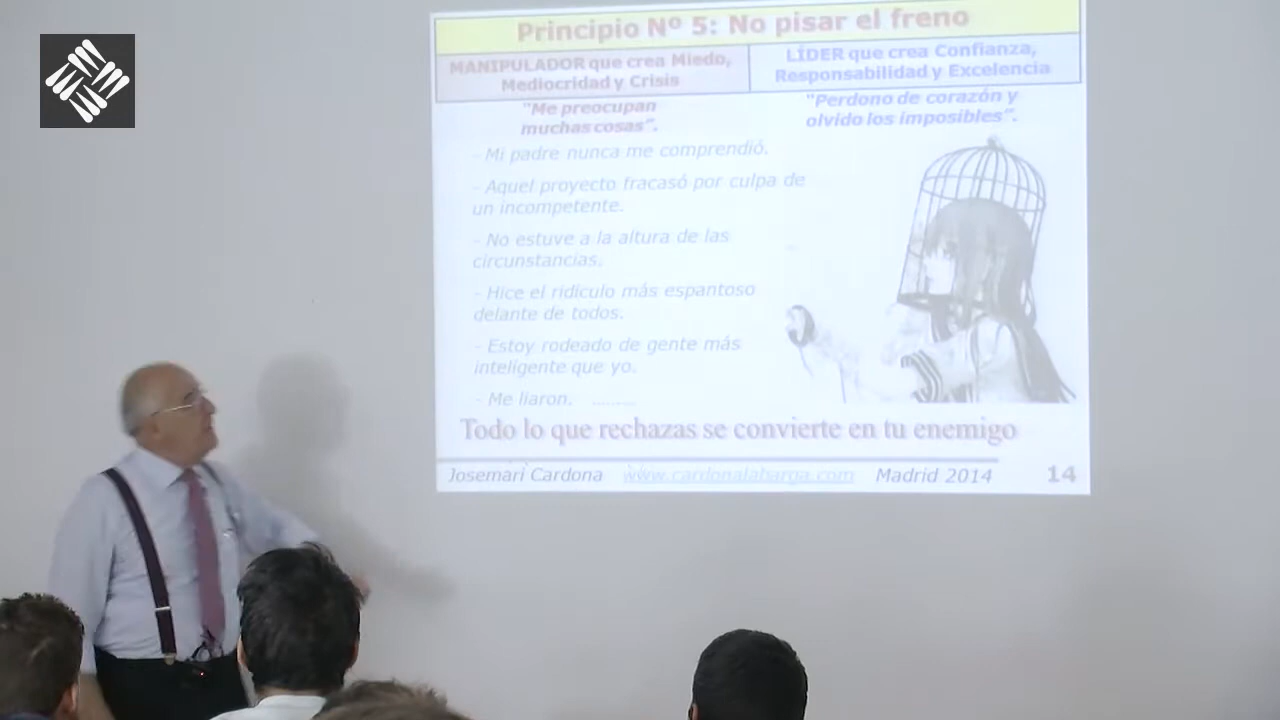 Principio Nº 5: No pisar el freno
MANIPULADOR que crea Miedo,
Mediocridad y Crisis
LÍDER que crea Confianza,
Responsabilidad y Excelencia
"Me preocupan
muchas cosas".
"Perdono de corazón y
olvido los imposibles".
- Mi padre nunca me comprendió.
- Aquel proyecto fracasó por culpa de
un incompetente.
- No estuve a la altura de las
circunstancias.
- Hice el ridículo más espantoso
delante de todos.
- Estoy rodeado de gente más
inteligente que yo.
- Me liaron. ........
Todo lo que rechazas se convierte en tu enemigo
Josemari Cardona www.cardonalabarga.com Madrid 2014 14